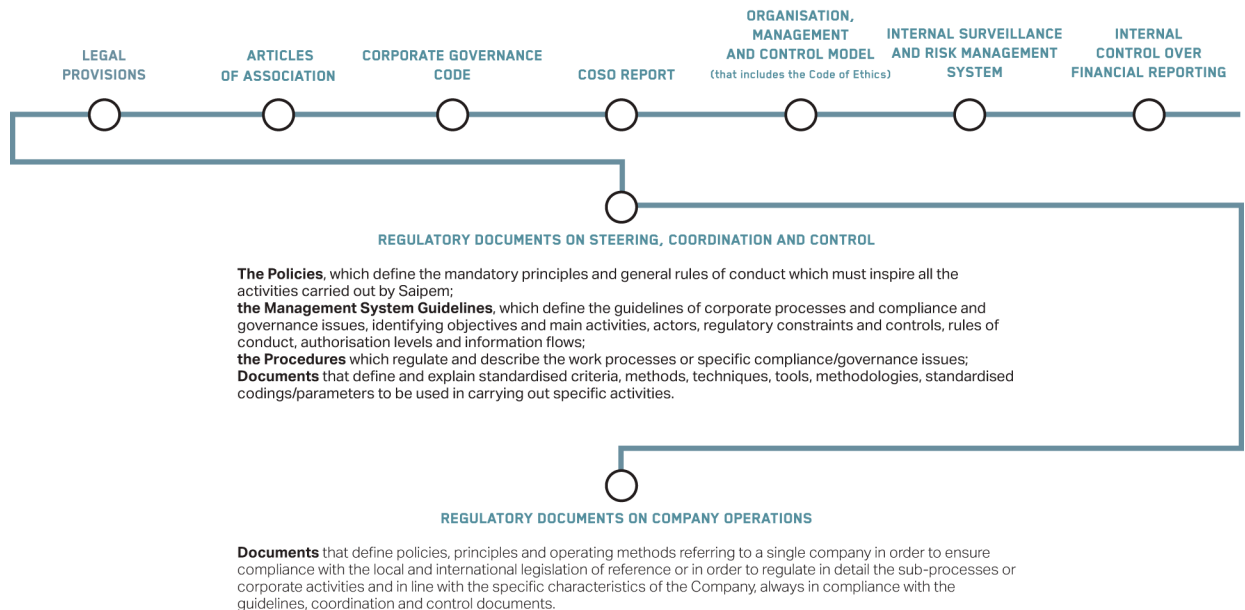 LEGAL
PROVISIONS
ARTICLES
OF ASSOCIATION
CORPORATE GOVERNANCE
CODE
COSO REPORT
ORGANISATION,
MANAGEMENT
AND CONTROL MODEL
(that includes the Code of Ethics)
INTERNAL SURVEILLANCE
AND RISK MANAGEMENT
SYSTEM
INTERNAL
CONTROL OVER
FINANCIAL REPORTING
REGULATORY DOCUMENTS ON STEERING, COORDINATION AND CONTROL
The Policies, which define the mandatory principles and general rules of conduct which must inspire all the
activities carried out by Saipem;
the Management System Guidelines, which define the guidelines of corporate processes and compliance and
governance issues, identifying objectives and main activities, actors, regulatory constraints and controls, rules of
conduct, authorisation levels and information flows;
the Procedures which regulate and describe the work processes or specific compliance/governance issues;
Documents that define and explain standardised criteria, methods, techniques, tools, methodologies, standardised
codings/parameters to be used in carrying out specific activities.
REGULATORY DOCUMENTS ON COMPANY OPERATIONS
Documents that define policies, principles and operating methods referring to a single company in order to ensure
compliance with the local and international legislation of reference or in order to regulate in detail the sub-processes or
corporate activities and in line with the specific characteristics of the Company, always in compliance with the
guidelines, coordination and control documents.